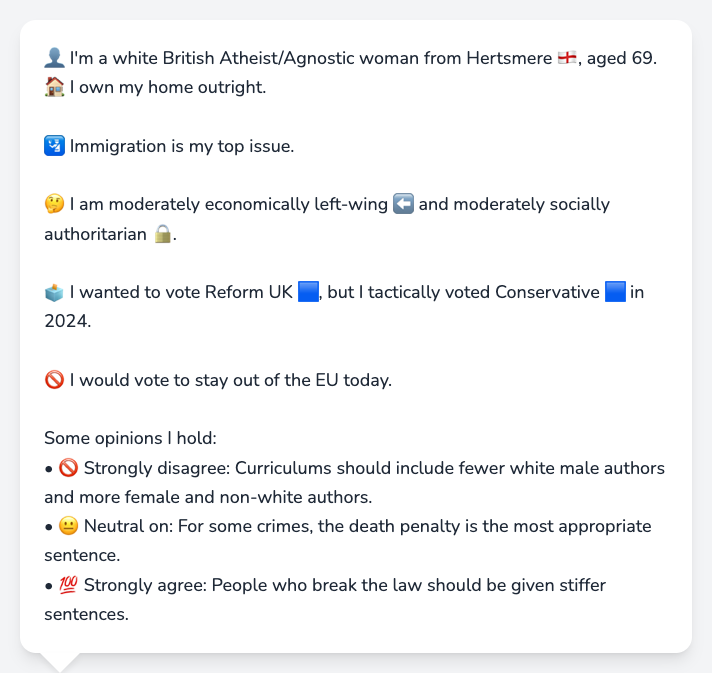 👤 I'm a white British Atheist/Agnostic woman from Hertsmere 🏴󠁧󠁢󠁥󠁮󠁧󠁿, aged 69.
🏠 I own my home outright.
🛂 Immigration is my top issue.
🤔 I am moderately economically left-wing ⬅️ and moderately socially
authoritarian 🔒.
🗳️ I wanted to vote Reform UK 🟦, but I tactically voted Conservative 🟦 in
2024.
🚫 I would vote to stay out of the EU today.
Some opinions I hold:
• 🚫 Strongly disagree: Curriculums should include fewer white male authors
and more female and non-white authors.
• 😐 Neutral on: For some crimes, the death penalty is the most appropriate
sentence.
• 💯 Strongly agree: People who break the law should be given stiffer
sentences.